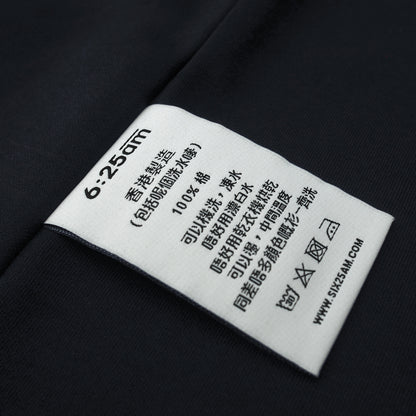 6:25am
香港製造
(包括呢個洗水嘜)
100% 棉
可以機洗，凍水
唔好用漂白水
唔好用乾衣機烘乾
可以燙，中間溫度
同差唔多顏色嘅衫一齊洗
WWW.SIX25AM.COM